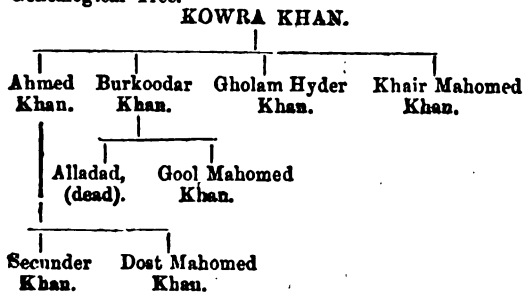 Genealogical Tree.
KOWRA KHAN.
Ahmed Khan.
Burkoodar Khan.
Gholam Hyder Khan.
Khair Mahomed Khan.
Alladad, (dead).
Gool Mahomed Khan.
Secunder Khan.
Dost Mahomed Khan.